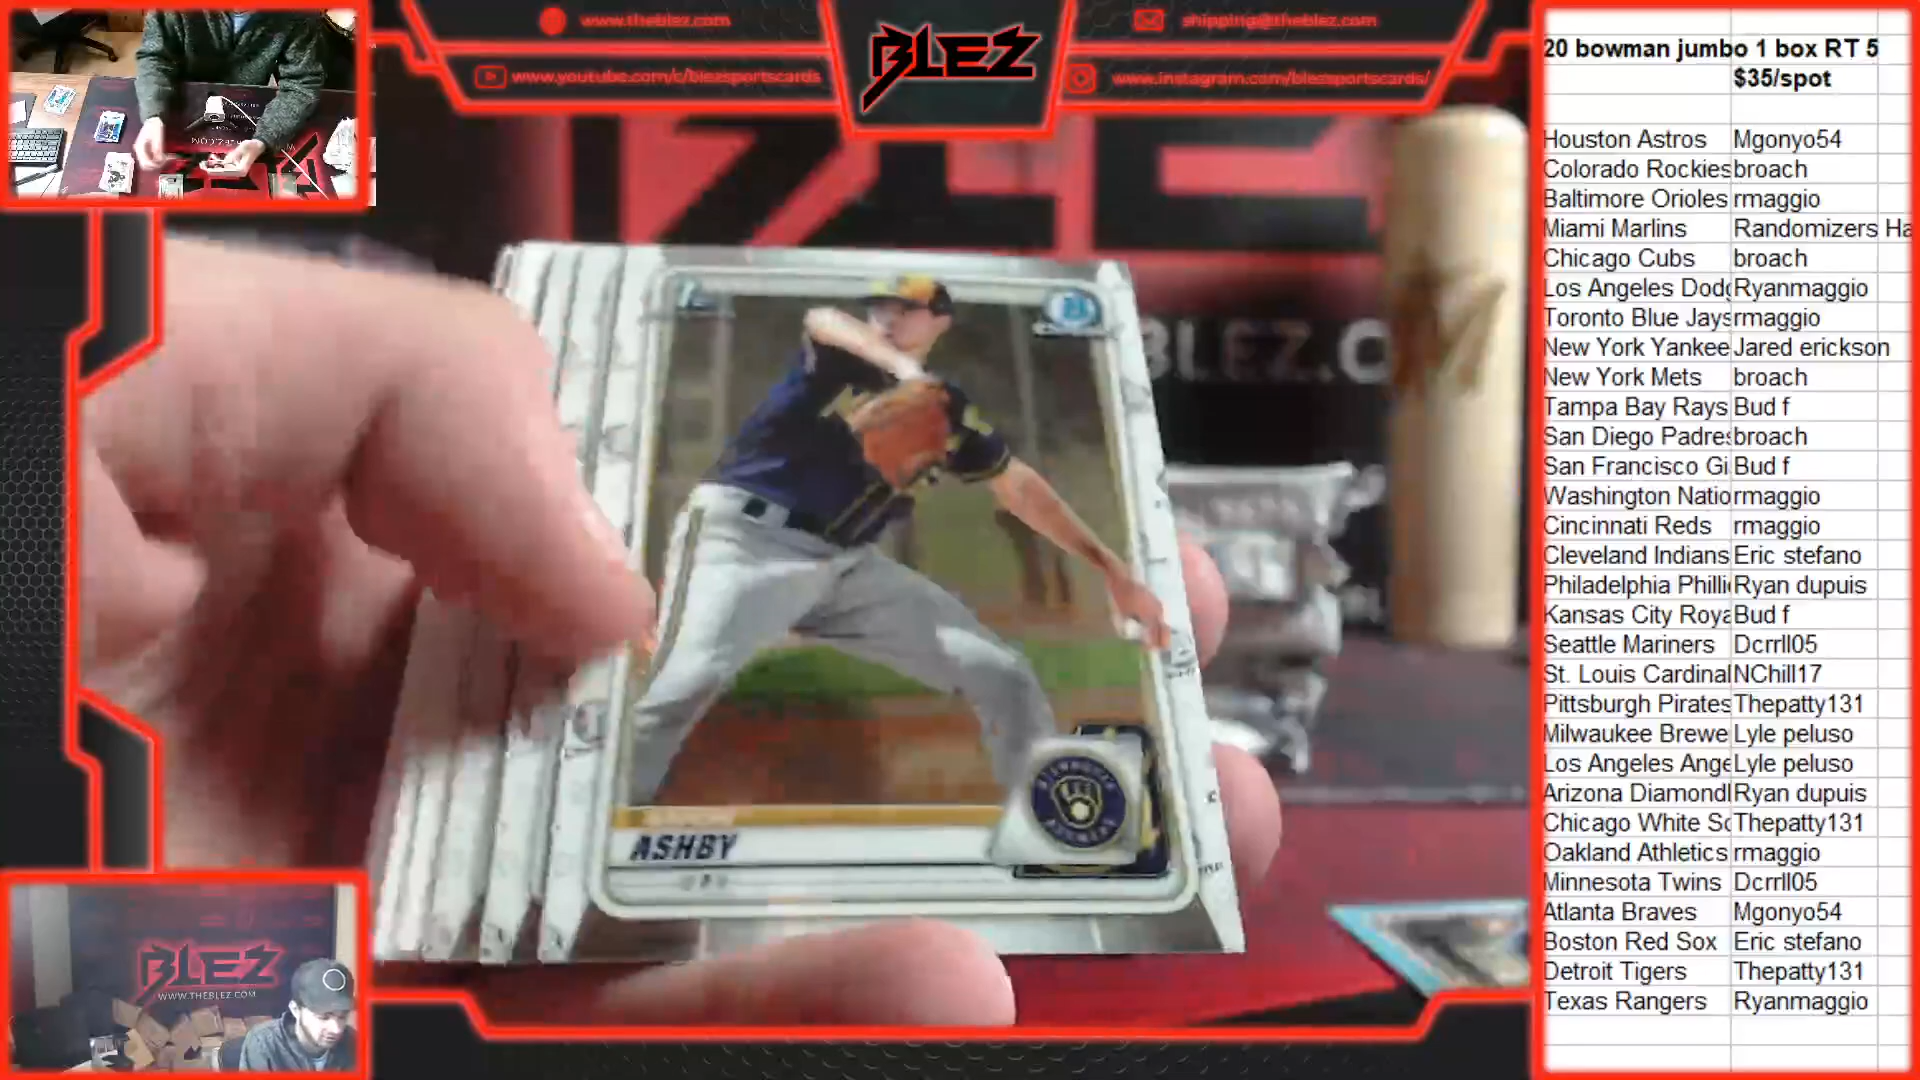 www.theblez.com
shipping@theblez.com
BLEZ
www.youtube.com/c/blezsportscards
www.instagram.com/blezsportscards/
20 bowman jumbo 1 box RT 5
$35/spot
Houston Astros Mgonyo54
Colorado Rockies broach
Baltimore Orioles rmaggio
Miami Marlins Randomizers Ha
Chicago Cubs broach
Los Angeles Dodg Ryanmaggio
Toronto Blue Jays rmaggio
New York Yankee Jared erickson
New York Mets broach
Tampa Bay Rays Bud f
San Diego Padres broach
San Francisco Gi Bud f
Washington Natio rmaggio
Cincinnati Reds rmaggio
Cleveland Indians Eric stefano
Philadelphia Philli Ryan dupuis
Kansas City Roya Bud f
Seattle Mariners Dcrrll05
St. Louis Cardinal NChill17
Pittsburgh Pirates Thepatty131
Milwaukee Brewe Lyle peluso
Los Angeles Ange Lyle peluso
Arizona Diamond Ryan dupuis
Chicago White So Thepatty131
Oakland Athletics rmaggio
Minnesota Twins Dcrrll05
Atlanta Braves Mgonyo54
Boston Red Sox Eric stefano
Detroit Tigers Thepatty131
Texas Rangers Ryanmaggio
BLEZ.CO
ASHBY
BLEZ
WWW.THEBLEZ.COM